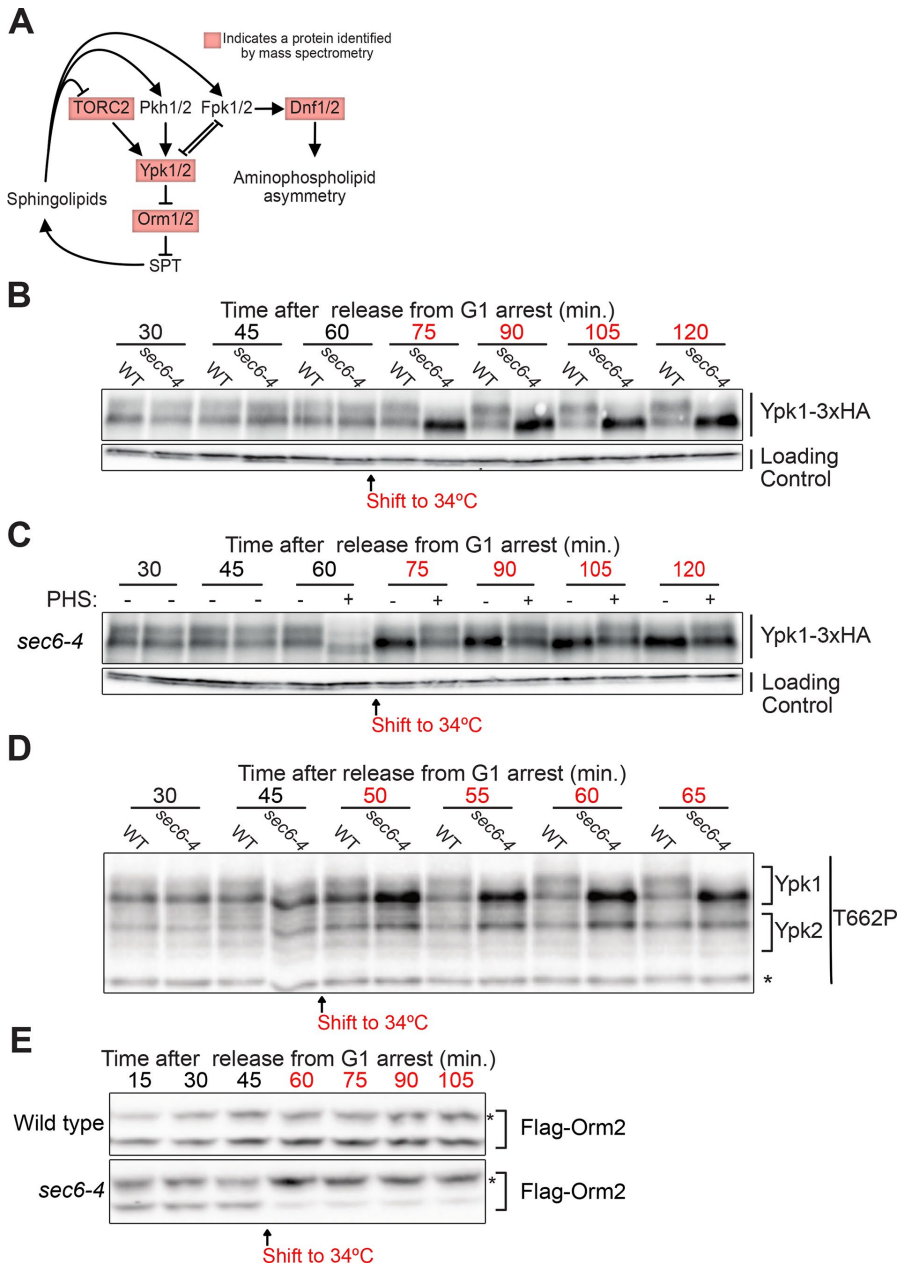 A
Indicates a protein identified
by mass spectrometry
TORC2 Pkh1/2 Fpk1/2 Dnf1/2
Ypk1/2
Aminophospholipid
asymmetry
Sphingolipids
Orm1/2
SPT
B
Time after release from G1 arrest (min.)
30 45 60 75 90 105 120
WT sec6-4 WT sec6-4 WT sec6-4 WT sec6-4 WT sec6-4 WT sec6-4 WT sec6-4
Ypk1-3xHA
Loading
Control
Shift to 34ºC
C
Time after release from G1 arrest (min.)
30 45 60 75 90 105 120
PHS: - - - - - + - + - + - + - +
sec6-4
Ypk1-3xHA
Loading
Control
Shift to 34ºC
D
Time after release from G1 arrest (min.)
30 45 50 55 60 65
WT sec6-4 WT sec6-4 WT sec6-4 WT sec6-4 WT sec6-4 WT sec6-4
Ypk1
T662P
Ypk2
*
Shift to 34ºC
E
Time after release from G1 arrest (min.)
15 30 45 60 75 90 105
Wild type * Flag-Orm2
sec6-4 * Flag-Orm2
Shift to 34ºC